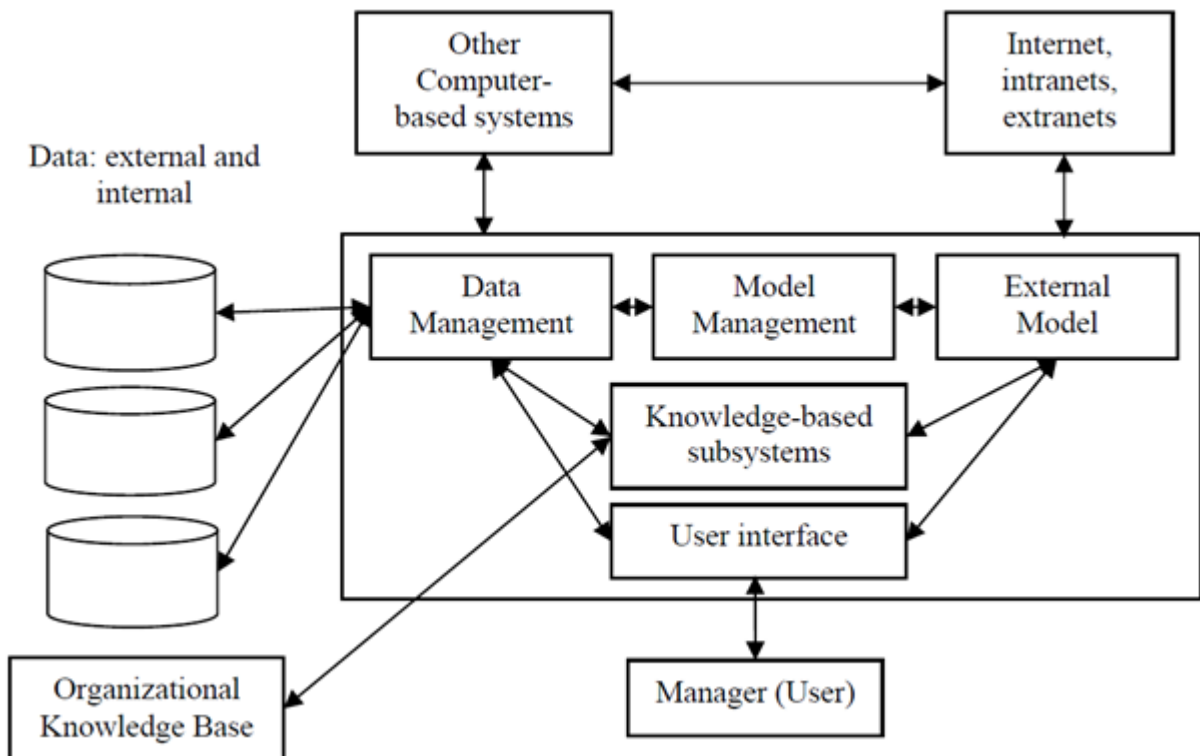 Other
Computer-
based systems
Internet,
intranets,
extranets
Data: external and
internal
Data
Management
Model
Management
External
Model
Knowledge-based
subsystems
User interface
Organizational
Knowledge Base
Manager (User)